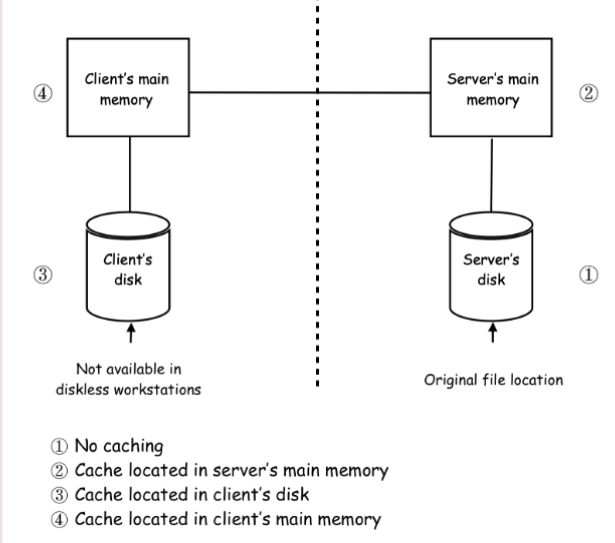 ④
Client's main
memory
Server's main
memory
②
③
Client's
disk
Server's
disk
①
Not available in
diskless workstations
Original file location
① No caching
② Cache located in server's main memory
③ Cache located in client's disk
④ Cache located in client's main memory